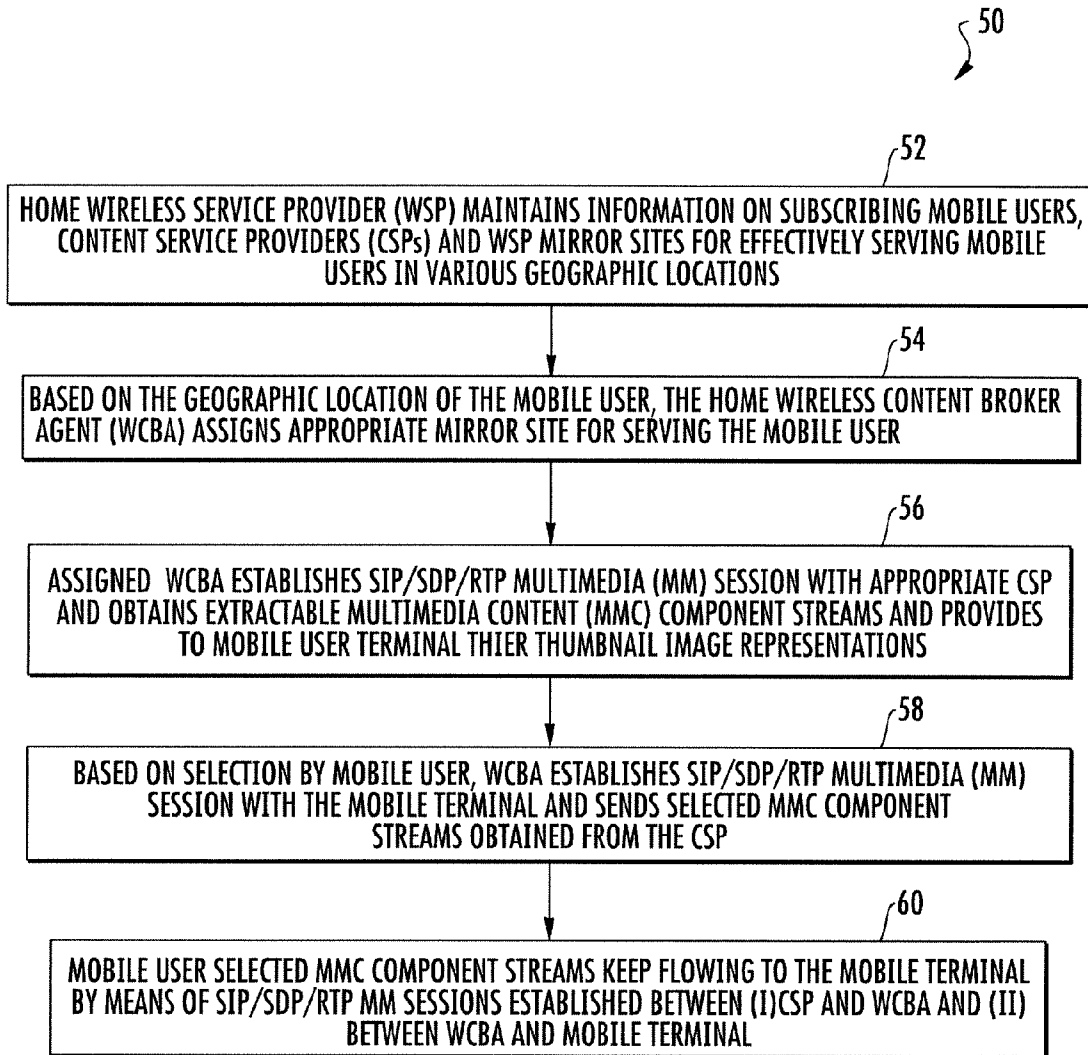 50
52
HOME WIRELESS SERVICE PROVIDER (WSP) MAINTAINS INFORMATION ON SUBSCRIBING MOBILE USERS,
CONTENT SERVICE PROVIDERS (CSPs) AND WSP MIRROR SITES FOR EFFECTIVELY SERVING MOBILE
USERS IN VARIOUS GEOGRAPHIC LOCATIONS
54
BASED ON THE GEOGRAPHIC LOCATION OF THE MOBILE USER, THE HOME WIRELESS CONTENT BROKER
AGENT (WCBA) ASSIGNS APPROPRIATE MIRROR SITE FOR SERVING THE MOBILE USER
56
ASSIGNED WCBA ESTABLISHES SIP/SDP/RTP MULTIMEDIA (MM) SESSION WITH APPROPRIATE CSP
AND OBTAINS EXTRACTABLE MULTIMEDIA CONTENT (MMC) COMPONENT STREAMS AND PROVIDES
TO MOBILE USER TERMINAL THIER THUMBNAIL IMAGE REPRESENTATIONS
58
BASED ON SELECTION BY MOBILE USER, WCBA ESTABLISHES SIP/SDP/RTP MULTIMEDIA (MM)
SESSION WITH THE MOBILE TERMINAL AND SENDS SELECTED MMC COMPONENT
STREAMS OBTAINED FROM THE CSP
60
MOBILE USER SELECTED MMC COMPONENT STREAMS KEEP FLOWING TO THE MOBILE TERMINAL
BY MEANS OF SIP/SDP/RTP MM SESSIONS ESTABLISHED BETWEEN (I)CSP AND WCBA AND (II)
BETWEEN WCBA AND MOBILE TERMINAL